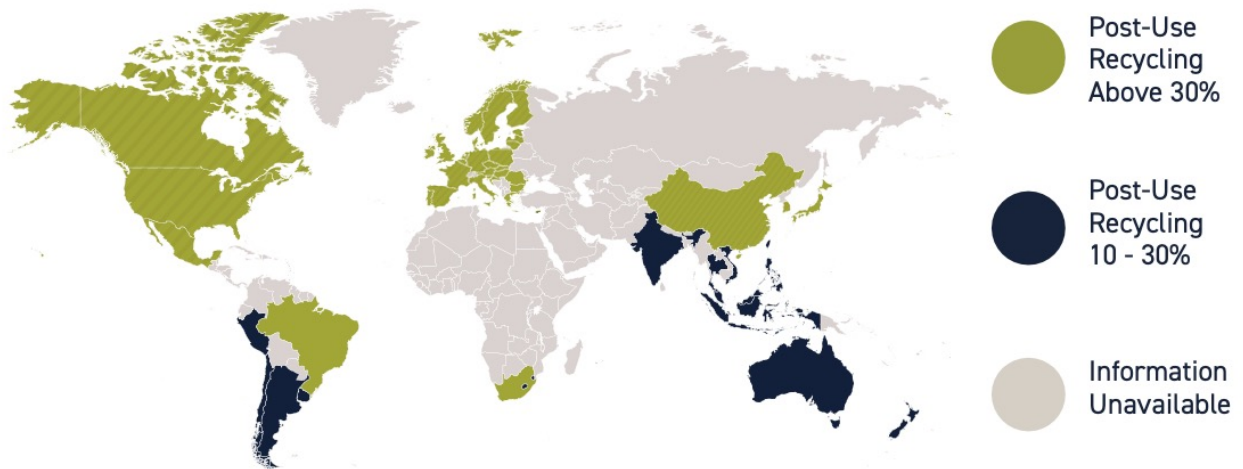 Post-Use
Recycling
Above 30%
Post-Use
Recycling
10 - 30%
Information
Unavailable